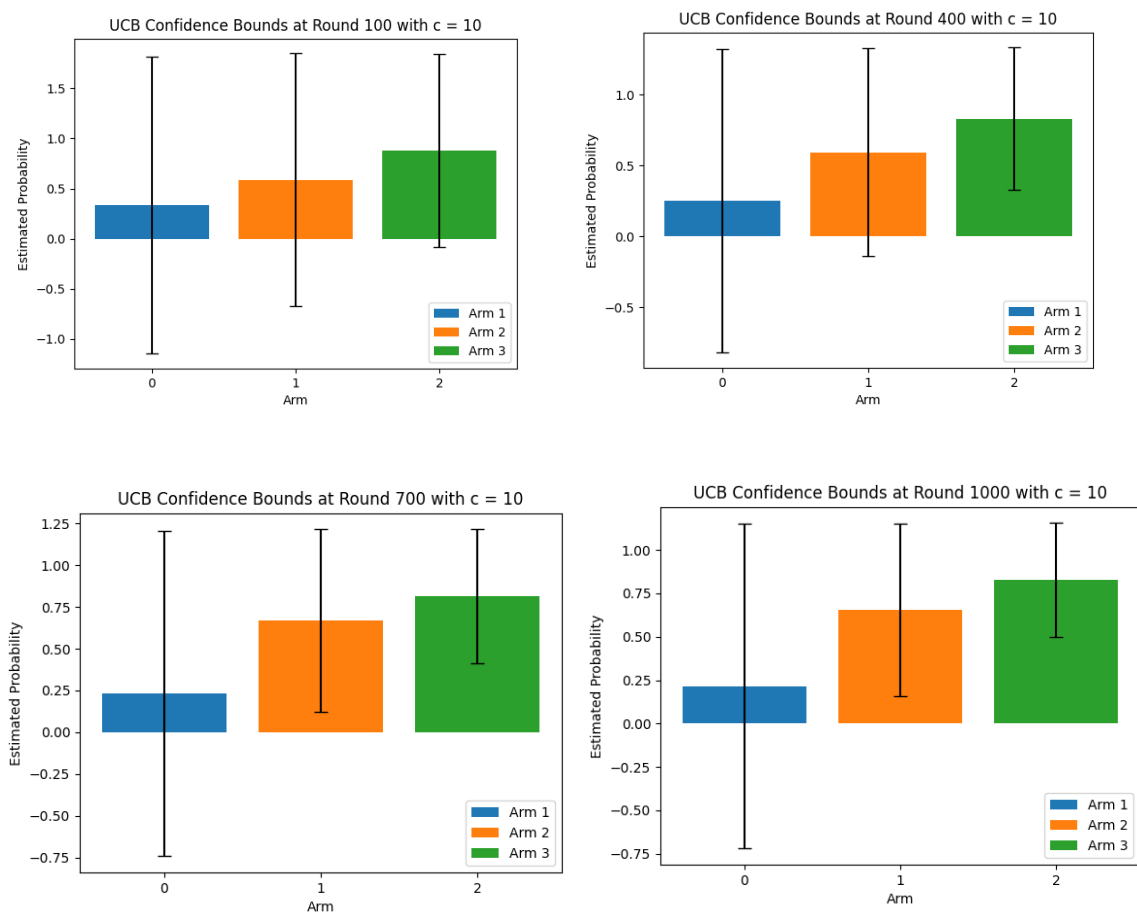 UCB Confidence Bounds at Round 100 with c = 10
1.5
1.0
0.5
0.0
−0.5
−1.0
Estimated Probability
0 1 2
Arm
Arm 1
Arm 2
Arm 3
UCB Confidence Bounds at Round 400 with c = 10
1.0
0.5
0.0
−0.5
Estimated Probability
0 1 2
Arm
Arm 1
Arm 2
Arm 3
UCB Confidence Bounds at Round 700 with c = 10
1.25
1.00
0.75
0.50
0.25
0.00
−0.25
−0.50
−0.75
Estimated Probability
0 1 2
Arm
Arm 1
Arm 2
Arm 3
UCB Confidence Bounds at Round 1000 with c = 10
1.00
0.75
0.50
0.25
0.00
−0.25
−0.50
−0.75
Estimated Probability
0 1 2
Arm
Arm 1
Arm 2
Arm 3